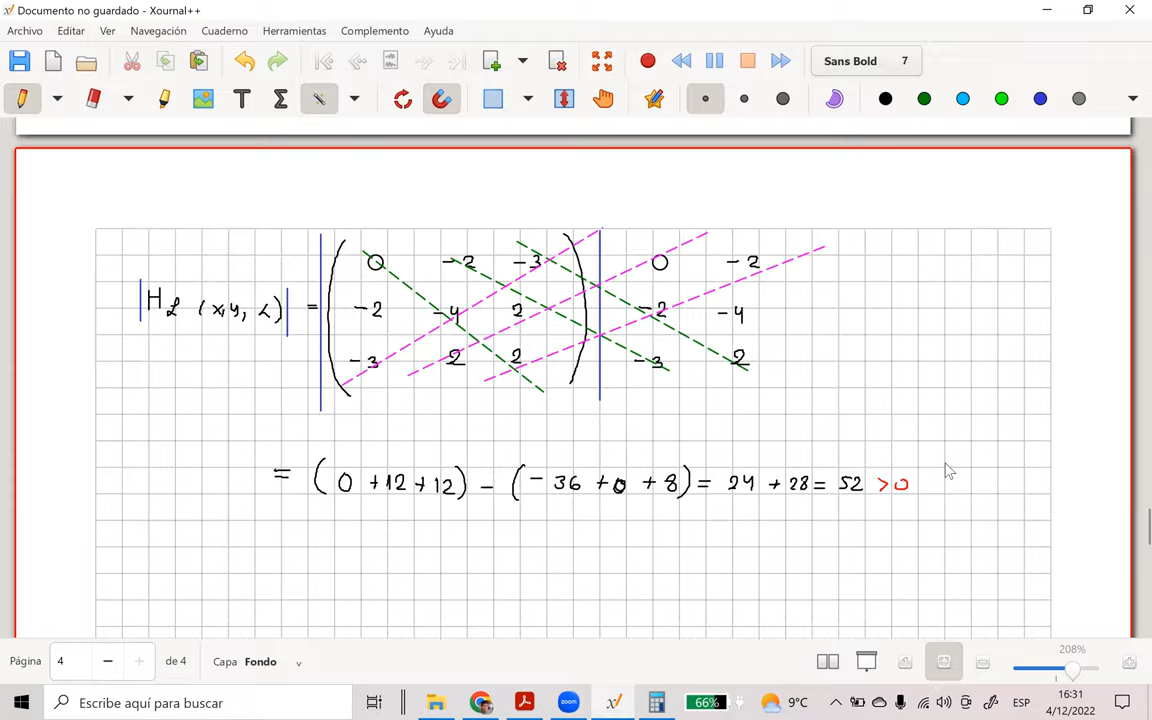 Documento no guardado - Xournal++
Archivo Editar Ver Navegación Cuaderno Herramientas Complemento Ayuda
Sans Bold 7
0 -2 -3 0 -2
|H ℒ (x,y, λ)| = -2 -4 2 -2 -4
-3 2 2 -3 2
= (0 +12 +12) - (-36 +0 +8) = 24 +28 = 52 >0
Página 4 de 4 Capa Fondo 208%
Escribe aquí para buscar
66%
9°C
ESP
16:31
4/12/2022